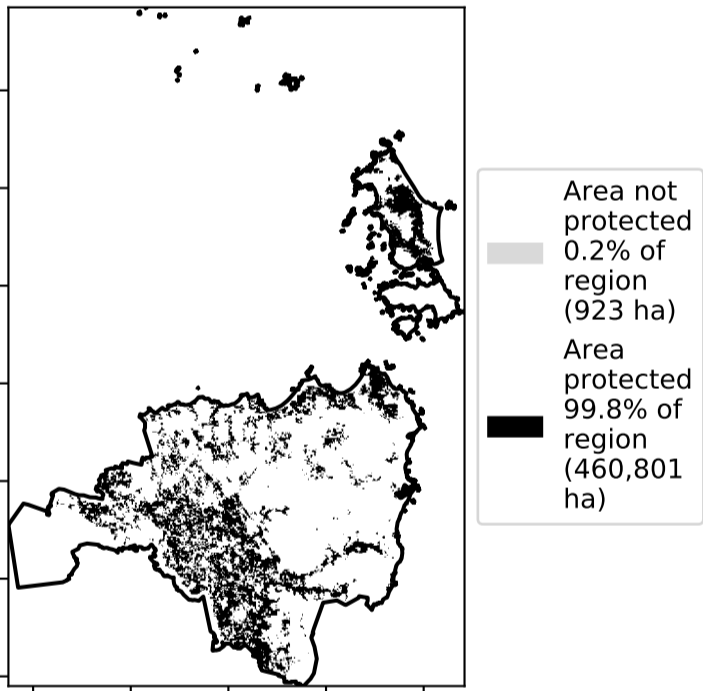 Area not
protected
0.2% of
region
(923 ha)
Area
protected
99.8% of
region
(460,801
ha)